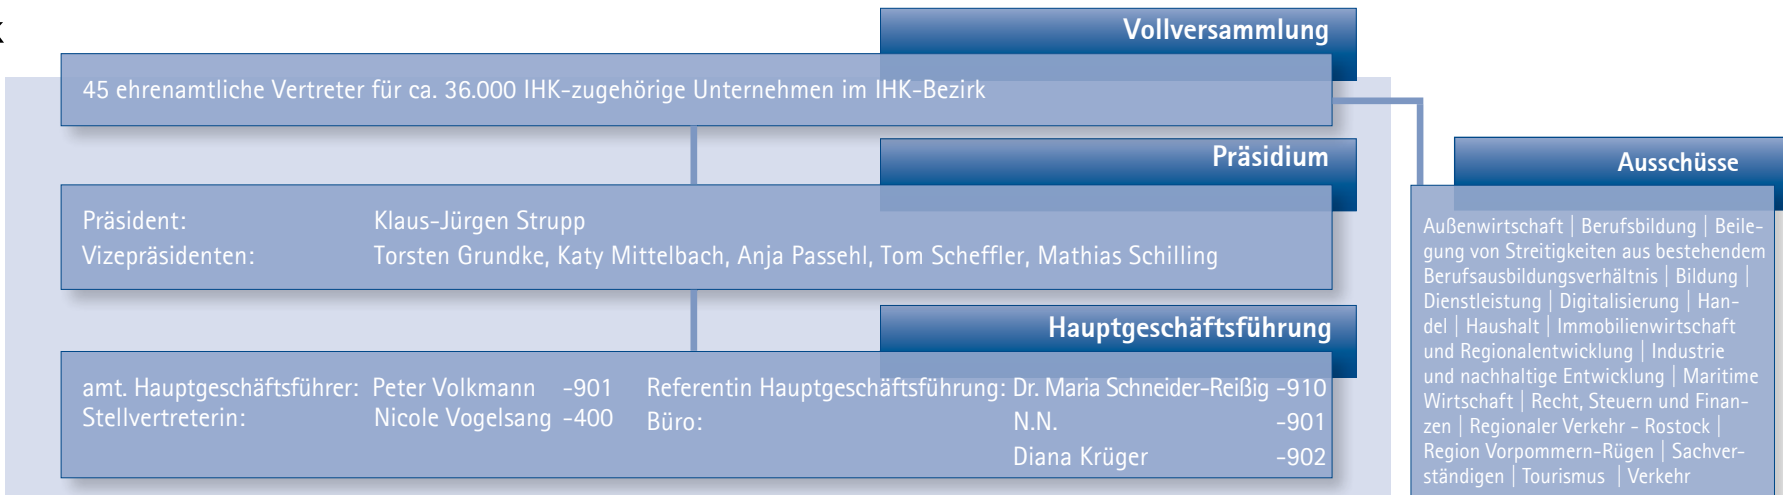 K
Vollversammlung
45 ehrenamtliche Vertreter für ca. 36.000 IHK-zugehörige Unternehmen im IHK-Bezirk
Präsidium
Präsident: Klaus-Jürgen Strupp
Vizepräsidenten: Torsten Grundke, Katy Mittelbach, Anja Passehl, Tom Scheffler, Mathias Schilling
Hauptgeschäftsführung
amt. Hauptgeschäftsführer: Peter Volkmann -901
Stellvertreterin: Nicole Vogelsang -400
Referentin Hauptgeschäftsführung: Dr. Maria Schneider-Reißig -910
Büro: N.N. -901
Diana Krüger -902
Ausschüsse
Außenwirtschaft | Berufsbildung | Beile-
gung von Streitigkeiten aus bestehendem
Berufsausbildungsverhältnis | Bildung |
Dienstleistung | Digitalisierung | Han-
del | Haushalt | Immobilienwirtschaft
und Regionalentwicklung | Industrie
und nachhaltige Entwicklung | Maritime
Wirtschaft | Recht, Steuern und Finan-
zen | Regionaler Verkehr - Rostock |
Region Vorpommern-Rügen | Sachver-
ständigen | Tourismus | Verkehr